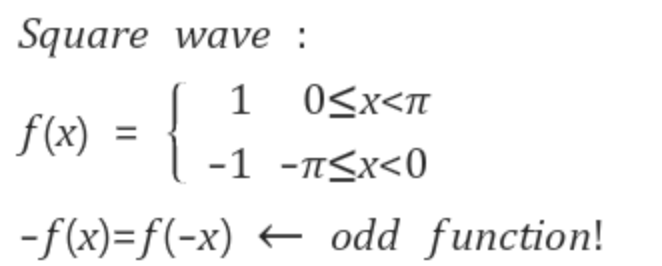 Square wave :
1 0≤x<π
f(x) = {
-1 -π≤x<0
-f(x)=f(-x) ← odd function!